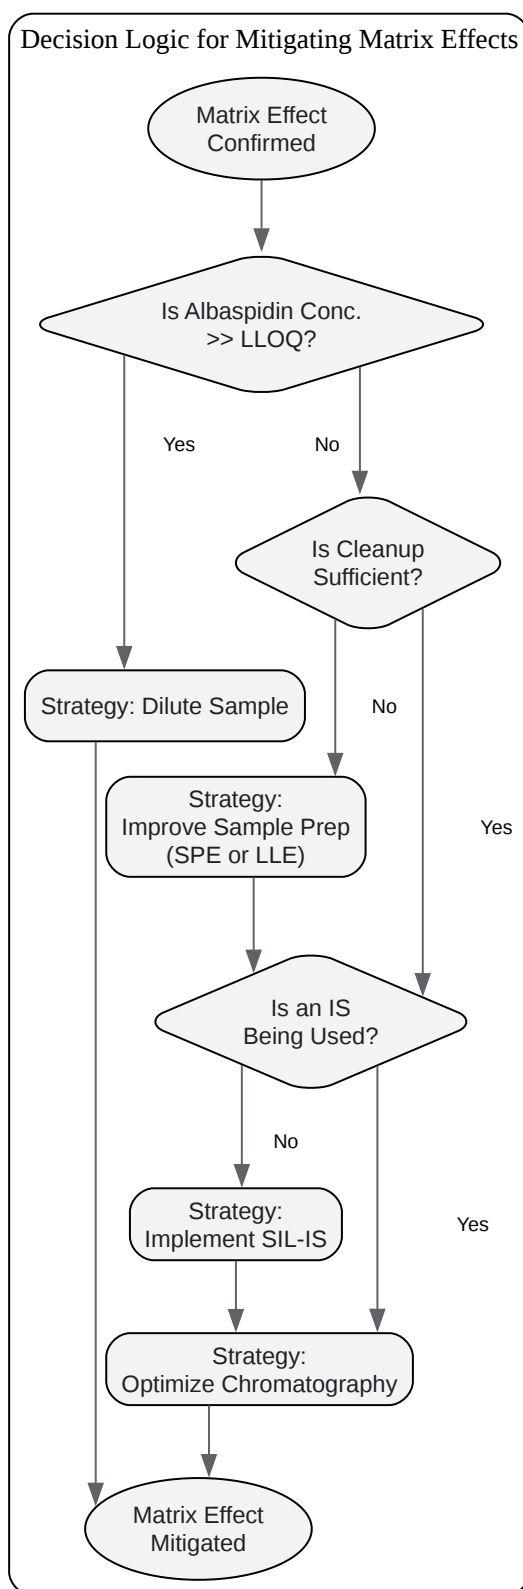 Decision Logic for Mitigating Matrix Effects
Matrix Effect
Confirmed
Is Albaspidin Conc.
>> LLOQ?
Yes
No
Is Cleanup
Sufficient?
Strategy: Dilute Sample
No
Strategy:
Improve Sample Prep
(SPE or LLE)
Yes
Is an IS
Being Used?
No
Strategy:
Implement SIL-IS
Yes
Strategy:
Optimize Chromatography
Matrix Effect
Mitigated